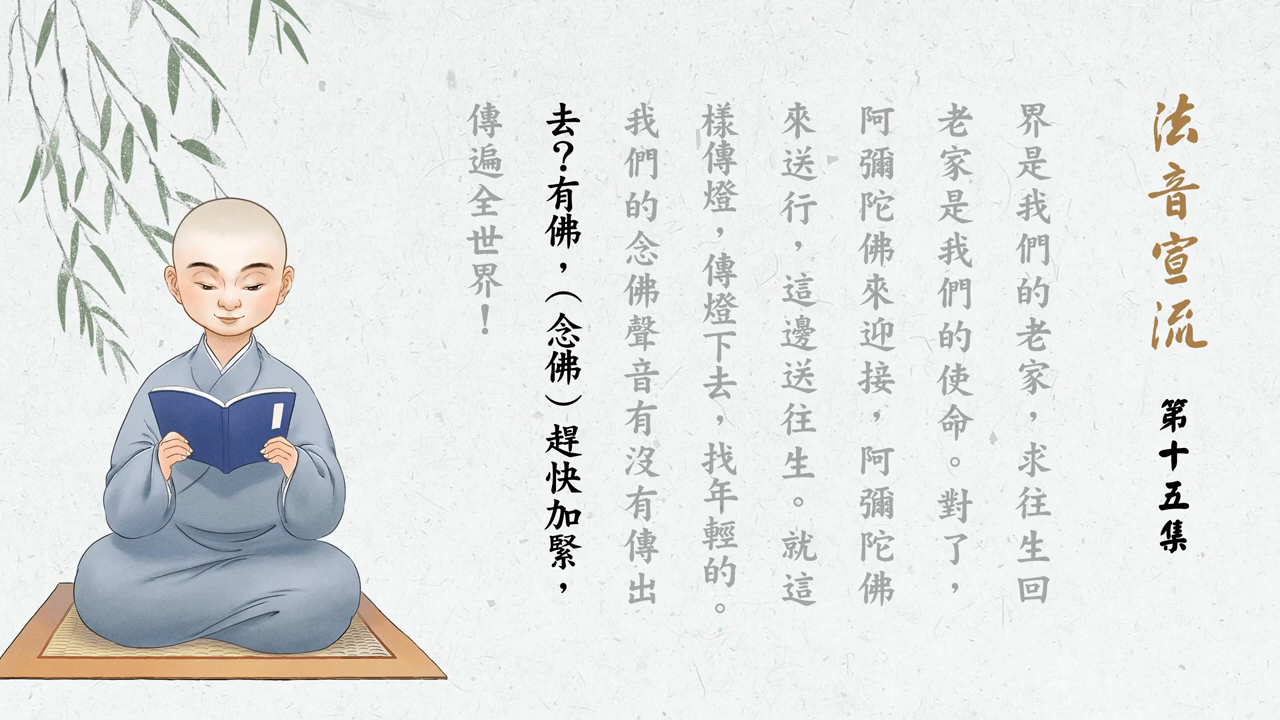 法音宣流 第十五集
界是我們的老家，求往生回
老家是我們的使命。對了，
阿彌陀佛來迎接，阿彌陀佛
來送行，這邊送往生。就這
樣傳燈，傳燈下去，找年輕的。
我們的念佛聲音有沒有傳出
去？有佛，（念佛）趕快加緊，
傳遍全世界！